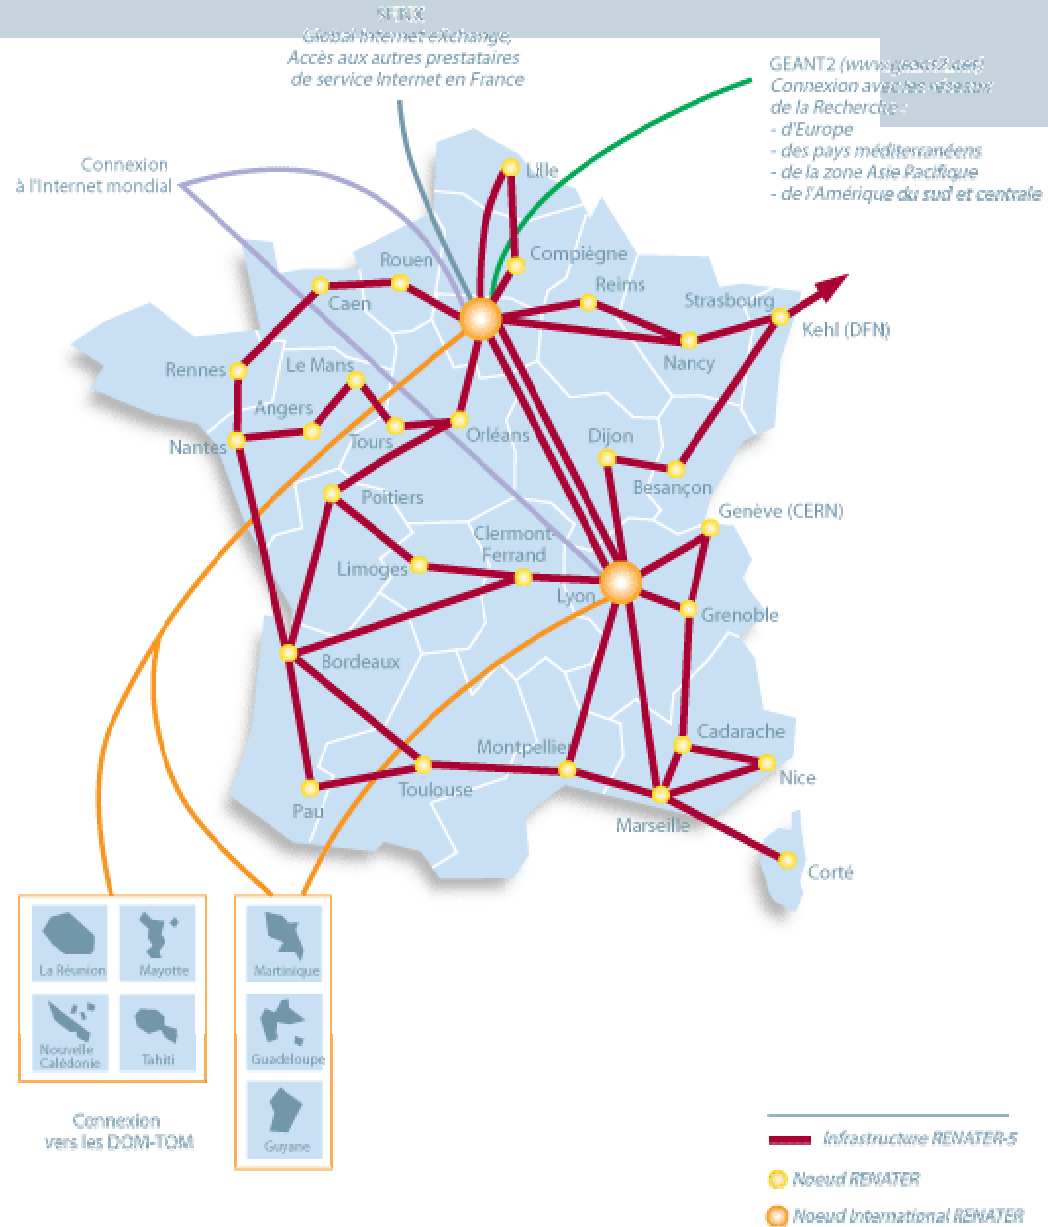 SFINX
Global Internet eXchange,
Accès aux autres prestataires
de service Internet en France
GEANT2 (www.geant2.net)
Connexion avec les réseaux
de la Recherche :
- d'Europe
- des pays méditerranéens
- de la zone Asie Pacifique
- de l'Amérique du sud et centrale
Connexion
à l'Internet mondial
Lille
Compiègne
Rouen
Caen
Reims
Strasbourg
Kehl (DFN)
Nancy
Rennes
Le Mans
Angers
Nantes
Tours
Orléans
Dijon
Besançon
Poitiers
Genève (CERN)
Clermont-
Ferrand
Limoges
Lyon
Grenoble
Bordeaux
Cadarache
Montpellier
Nice
Toulouse
Pau
Marseille
Corté
La Réunion
Mayotte
Martinique
Nouvelle
Calédonie
Tahiti
Guadeloupe
Guyane
Connexion
vers les DOM-TOM
Infrastructure RENATER-5
Noeud RENATER
Noeud International RENATER